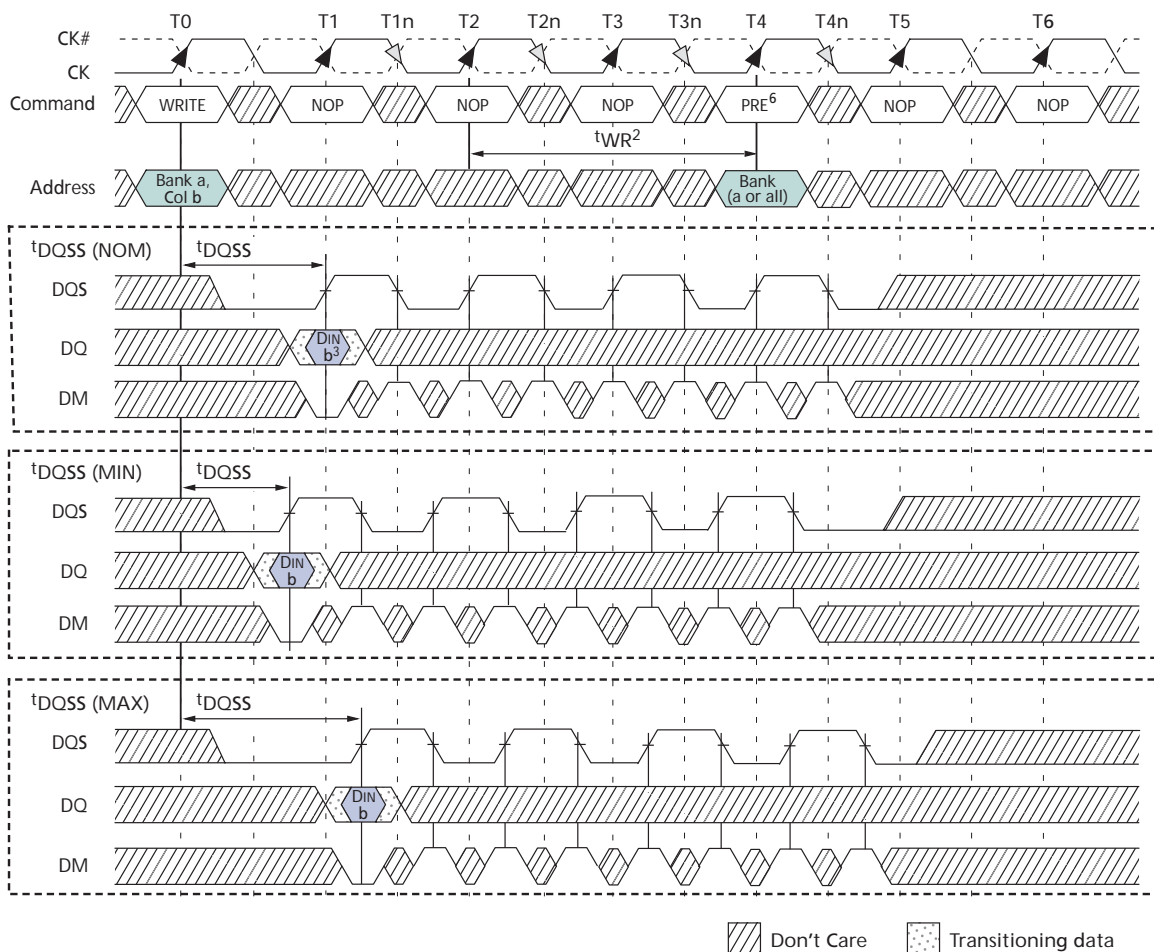 T0 T1 T1n T2 T2n T3 T3n T4 T4n T5 T6
CK#
CK
Command WRITE NOP NOP NOP PRE6 NOP NOP
tWR2
Address Bank a, Col b Bank (a or all)
tDQSS (NOM) tDQSS
DQS
DQ DIN b3
DM
tDQSS (MIN) tDQSS
DQS
DQ DIN b
DM
tDQSS (MAX) tDQSS
DQS
DQ DIN b
DM
Don't Care Transitioning data